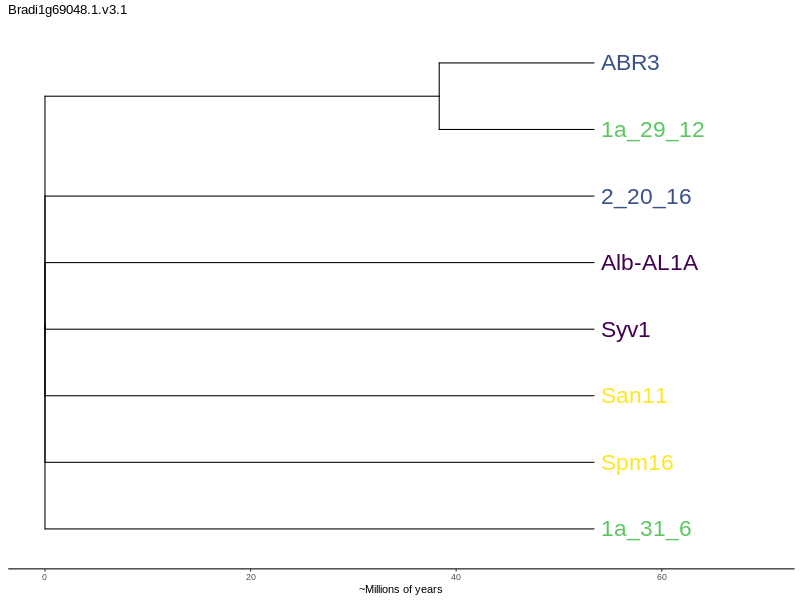 Bradi1g69048.1.v3.1
ABR3
1a_29_12
2_20_16
Alb-AL1A
Syv1
San11
Spm16
1a_31_6
0 20 40 60
~Millions of years